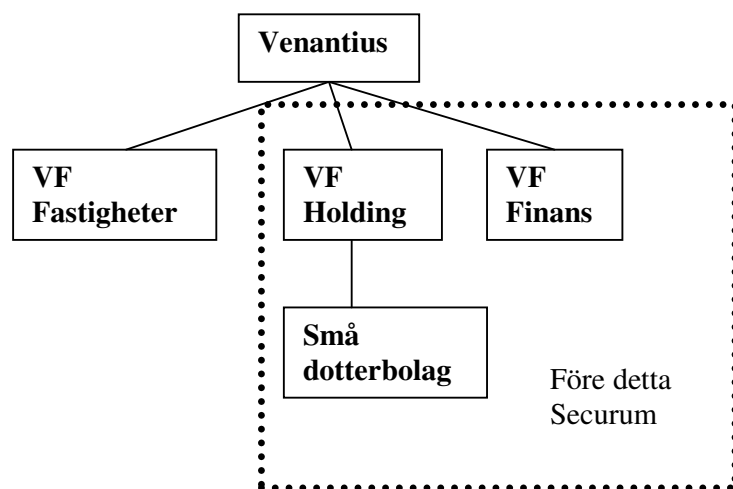 Venantius
VF
Fastigheter
VF
Holding
VF
Finans
Små
dotterbolag
Före detta
Securum